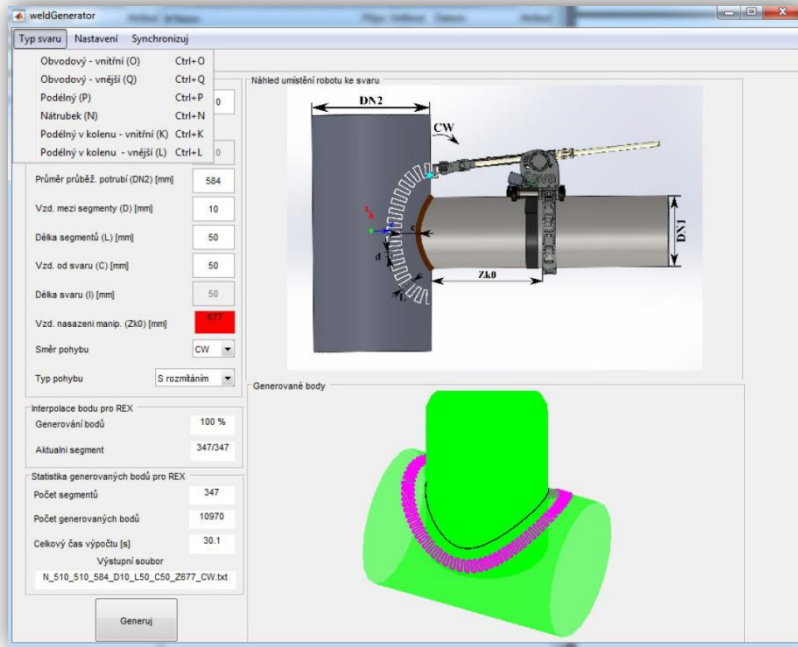 weldGenerator
Typ svaru Nastavení Synchronizuj
Obvodový - vnitřní (O) Ctrl+O
Obvodový - vnější (Q) Ctrl+Q
Podélný (P) Ctrl+P
Nátrubek (N) Ctrl+N
Podélný v kolenu - vnitřní (K) Ctrl+K
Podélný v kolenu - vnější (L) Ctrl+L
0
0
Průměr průběž. potrubí (DN2) [mm] 584
Vzd. mezi segmenty (D) [mm] 10
Délka segmentů (L) [mm] 50
Vzd. od svaru (C) [mm] 50
Délka svaru (I) [mm] 50
Vzd. nasazeni manip. (Zk0) [mm] 677
Směr pohybu CW
Typ pohybu S rozmítáním
Interpolace bodu pro REX
Generování bodů 100 %
Aktualni segment 347/347
Statistika generovaných bodů pro REX
Počet segmentů 347
Počet generovaných bodů 10970
Celkový čas výpočtu [s] 30.1
Výstupní soubor
N_510_510_584_D10_L50_C50_Z677_CW.txt
Generuj
Náhled umístění robotu ke svaru
DN2
CW
x
c
d
L
Zk0
DN1
Generované body